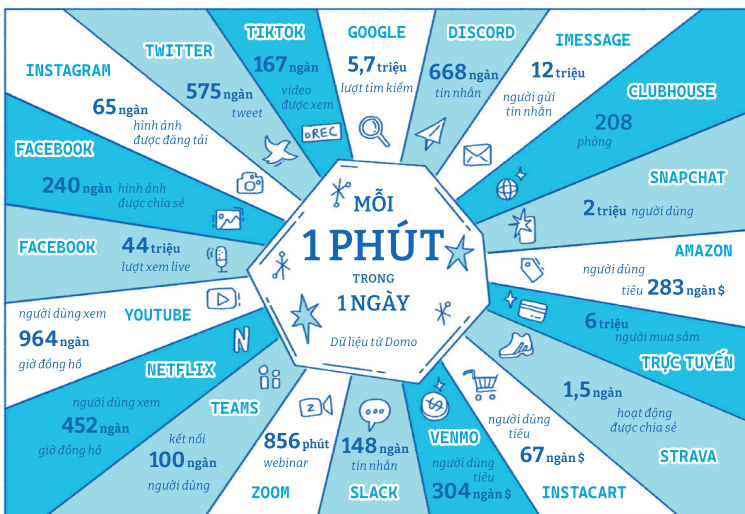 MỖI
1 PHÚT
TRONG
1 NGÀY
Dữ liệu từ Domo
GOOGLE
5,7 triệu
lượt tìm kiếm
DISCORD
668 ngàn
tin nhắn
IMESSAGE
12 triệu
người gửi
tin nhắn
CLUBHOUSE
208
phòng
SNAPCHAT
2 triệu người dùng
AMAZON
người dùng
tiêu 283 ngàn $
6 triệu
người mua sắm
TRỰC TUYẾN
1,5 ngàn
hoạt động
được chia sẻ
STRAVA
người dùng
tiêu
67 ngàn $
INSTACART
VENMO
người dùng
tiêu
304 ngàn $
148 ngàn
tin nhắn
SLACK
Z
856 phút
webinar
ZOOM
TEAMS
kết nối
100 ngàn
người dùng
N
NETFLIX
người dùng xem
452 ngàn
giờ đồng hồ
người dùng xem
YOUTUBE
964 ngàn
giờ đồng hồ
FACEBOOK
44 triệu
lượt xem live
FACEBOOK
240 ngàn hình ảnh
được chia sẻ
INSTAGRAM
65 ngàn
hình ảnh
được đăng tải
TWITTER
575 ngàn
tweet
TIKTOK
167 ngàn
video
được xem
REC